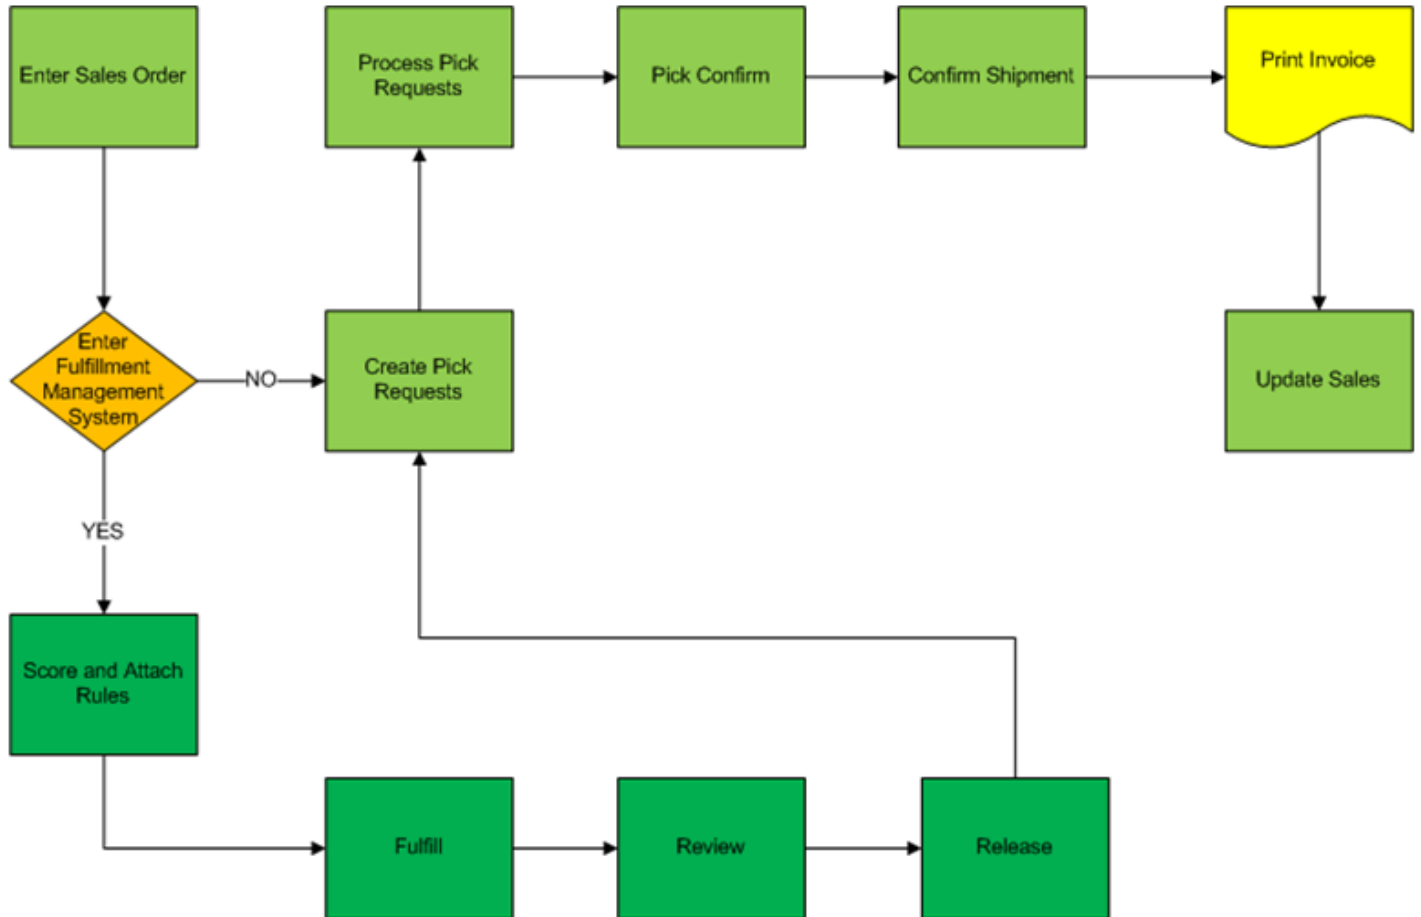 Enter Sales Order
Process Pick
Requests
Pick Confirm
Confirm Shipment
Print Invoice
Enter
Fulfillment
Management
System
NO
Create Pick
Requests
Update Sales
YES
Score and Attach
Rules
Fulfill
Review
Release